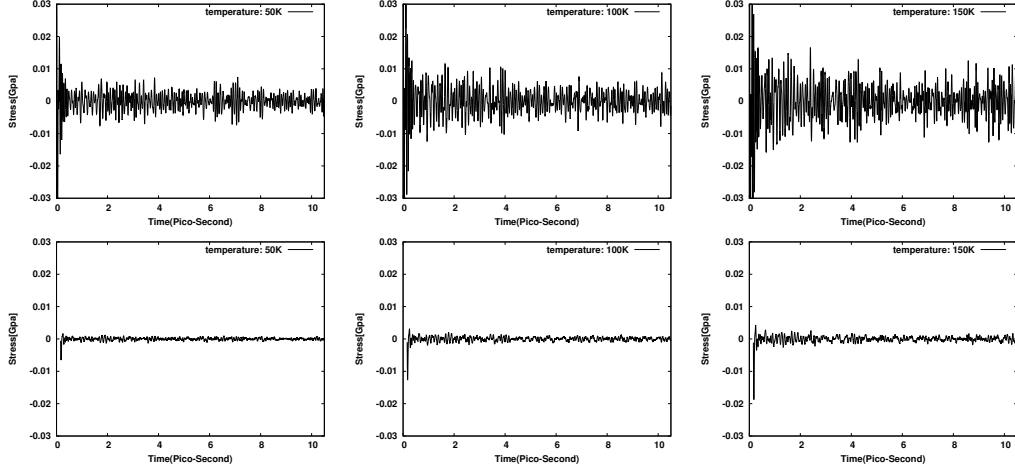 temperature: 50K
0.03
0.02
0.01
0
-0.01
-0.02
-0.03
Stress[Gpa]
0 2 4 6 8 10
Time(Pico-Second)
temperature: 100K
0.03
0.02
0.01
0
-0.01
-0.02
-0.03
Stress[Gpa]
0 2 4 6 8 10
Time(Pico-Second)
temperature: 150K
0.03
0.02
0.01
0
-0.01
-0.02
-0.03
Stress[Gpa]
0 2 4 6 8 10
Time(Pico-Second)
temperature: 50K
0.03
0.02
0.01
0
-0.01
-0.02
-0.03
Stress[Gpa]
0 2 4 6 8 10
Time(Pico-Second)
temperature: 100K
0.03
0.02
0.01
0
-0.01
-0.02
-0.03
Stress[Gpa]
0 2 4 6 8 10
Time(Pico-Second)
temperature: 150K
0.03
0.02
0.01
0
-0.01
-0.02
-0.03
Stress[Gpa]
0 2 4 6 8 10
Time(Pico-Second)